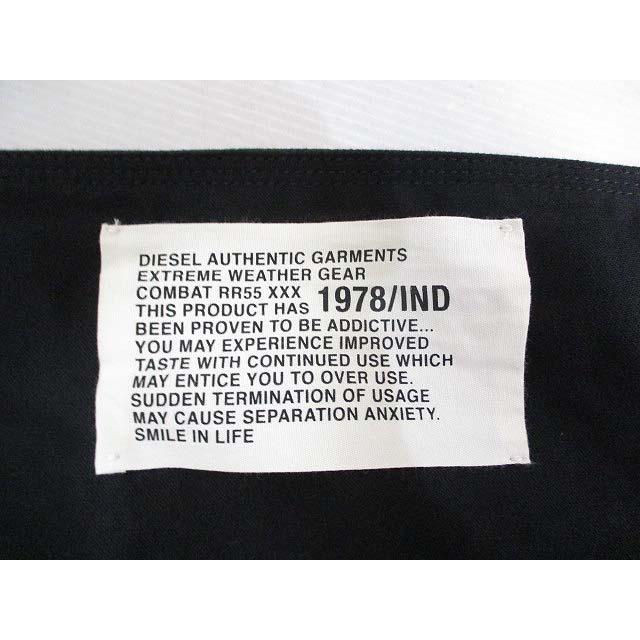 DIESEL AUTHENTIC GARMENTS
EXTREME WEATHER GEAR
COMBAT RR55 XXX
THIS PRODUCT HAS 1978/IND
BEEN PROVEN TO BE ADDICTIVE...
YOU MAY EXPERIENCE IMPROVED
TASTE WITH CONTINUED USE WHICH
MAY ENTICE YOU TO OVER USE.
SUDDEN TERMINATION OF USAGE
MAY CAUSE SEPARATION ANXIETY.
SMILE IN LIFE